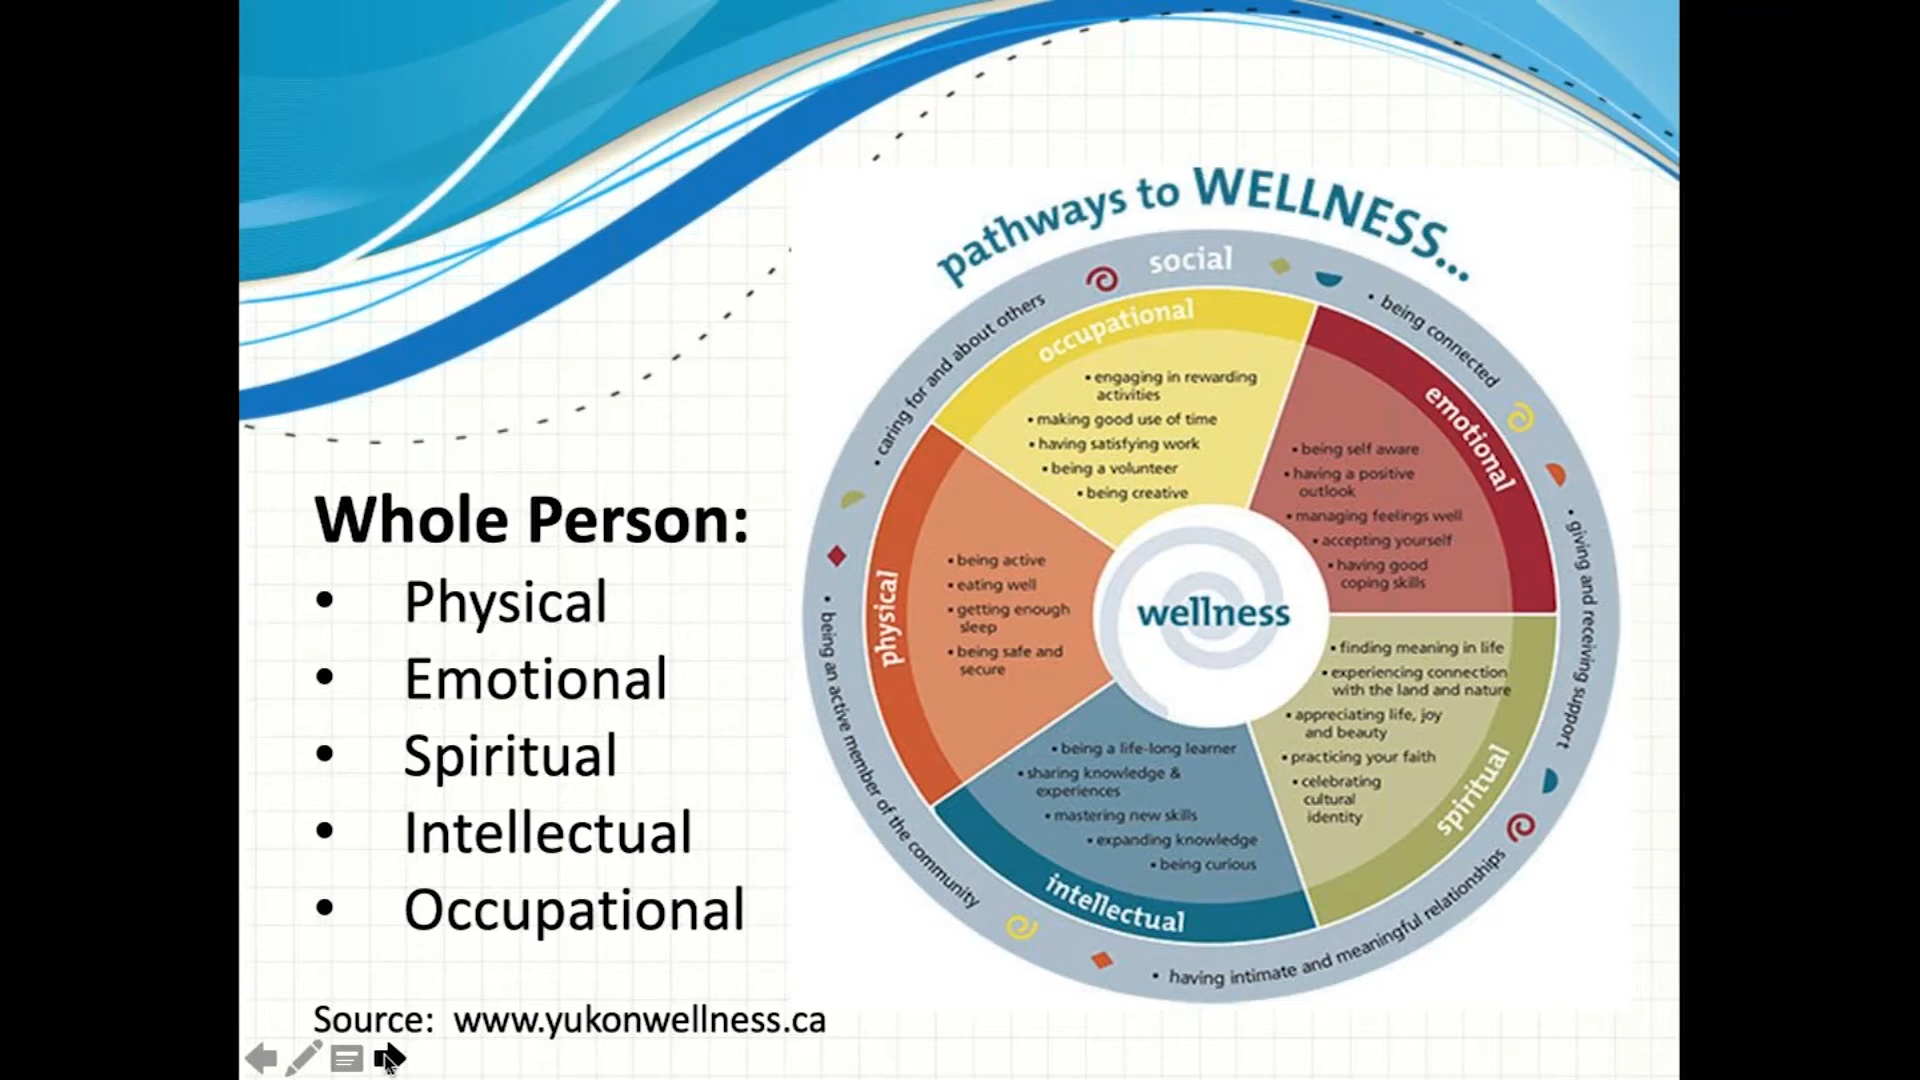 pathways to WELLNESS...
social
• caring for and about others
• being connected
• giving and receiving support
• having intimate and meaningful relationships
• being an active member of the community
occupational
• engaging in rewarding
activities
• making good use of time
• having satisfying work
• being a volunteer
• being creative
emotional
• being self aware
• having a positive
outlook
• managing feelings well
• accepting yourself
• having good
coping skills
spiritual
• finding meaning in life
• experiencing connection
with the land and nature
• appreciating life, joy
and beauty
• practicing your faith
• celebrating
cultural
identity
intellectual
• being a life-long learner
• sharing knowledge &
experiences
• mastering new skills
• expanding knowledge
• being curious
physical
• being active
• eating well
• getting enough
sleep
• being safe and
secure
wellness
Whole Person:
• Physical
• Emotional
• Spiritual
• Intellectual
• Occupational
Source: www.yukonwellness.ca